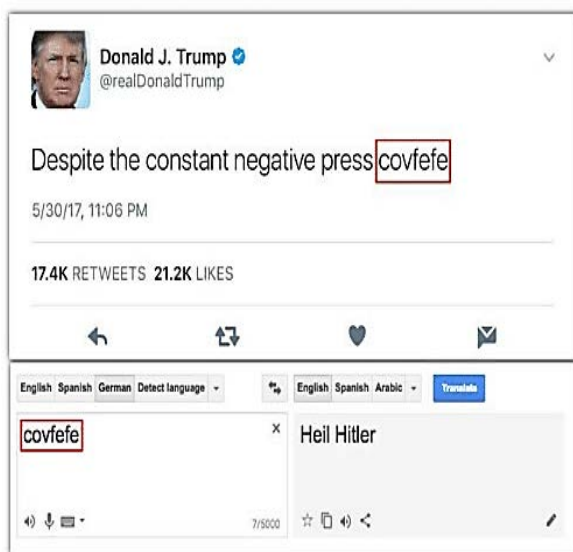 Donald J. Trump
@realDonaldTrump
Despite the constant negative press covfefe
5/30/17, 11:06 PM
17.4K RETWEETS 21.2K LIKES
English Spanish German Detect language English Spanish Arabic Translate
covfefe x Heil Hitler
7/5000